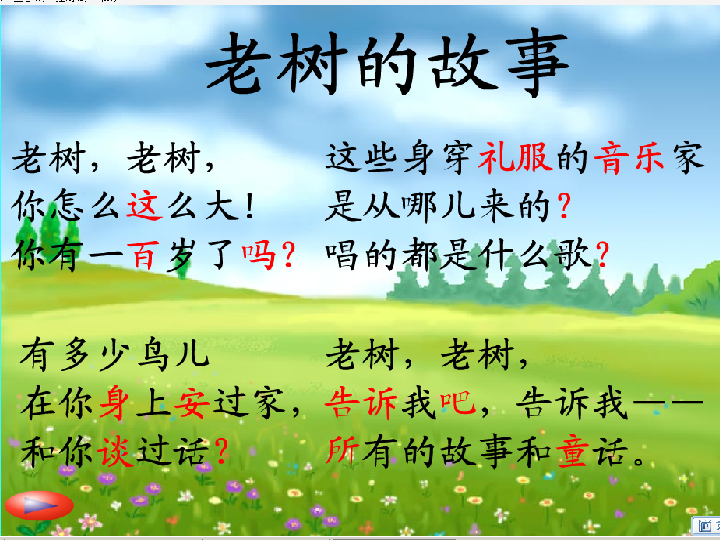 老树的故事
老树，老树，
你怎么这么大！
你有一百岁了吗？
有多少鸟儿
在你身上安过家，
和你谈过话？
这些身穿礼服的音乐家
是从哪儿来的？
唱的都是什么歌？
老树，老树，
告诉我吧，告诉我——
所有的故事和童话。